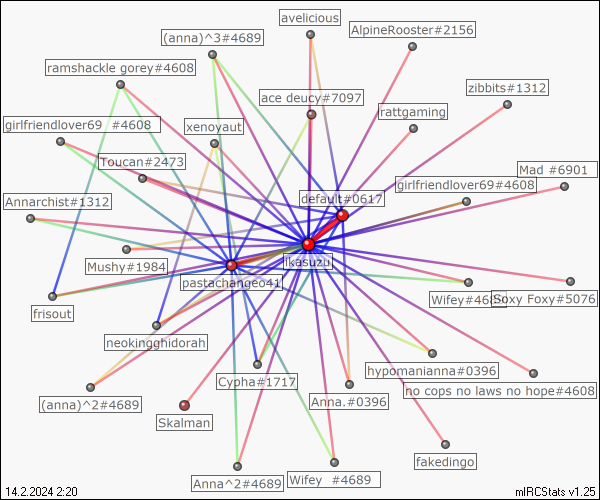 avelicious
AlpineRooster#2156
(anna)^3#4689
ramshackle gorey#4608
zibbits#1312
ace deucy#7097
rattgaming
girlfriendlover69 #4608
xenoyaut
Toucan#2473
Mad #6901
girlfriendlover69#4608
default#0617
Annarchist#1312
ikasuzu
Mushy#1984
pastachangeo41
Wifey#4689
Soxy Foxy#5076
frisout
neokingghidorah
hypomanianna#0396
Cypha#1717
no cops no laws no hope#4608
Anna.#0396
(anna)^2#4689
Skalman
fakedingo
Anna^2#4689
Wifey #4689
14.2.2024 2:20
mIRCStats v1.25